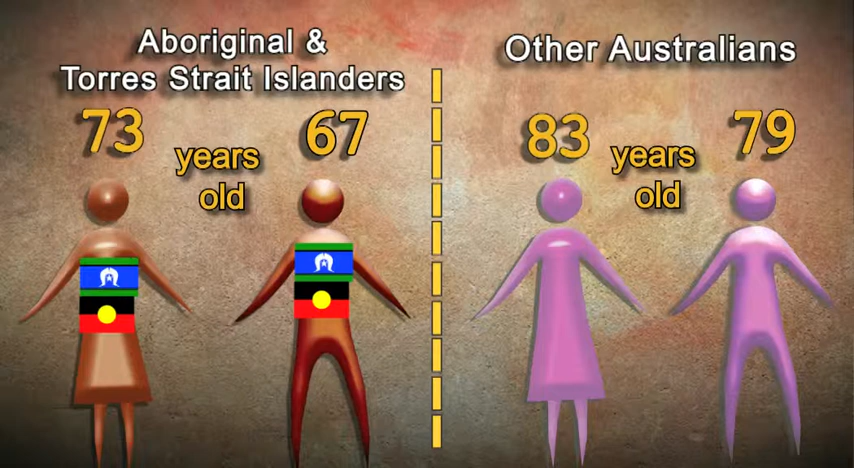 Aboriginal &
Torres Strait Islanders
73
67
years
old
Other Australians
83
79
years
old